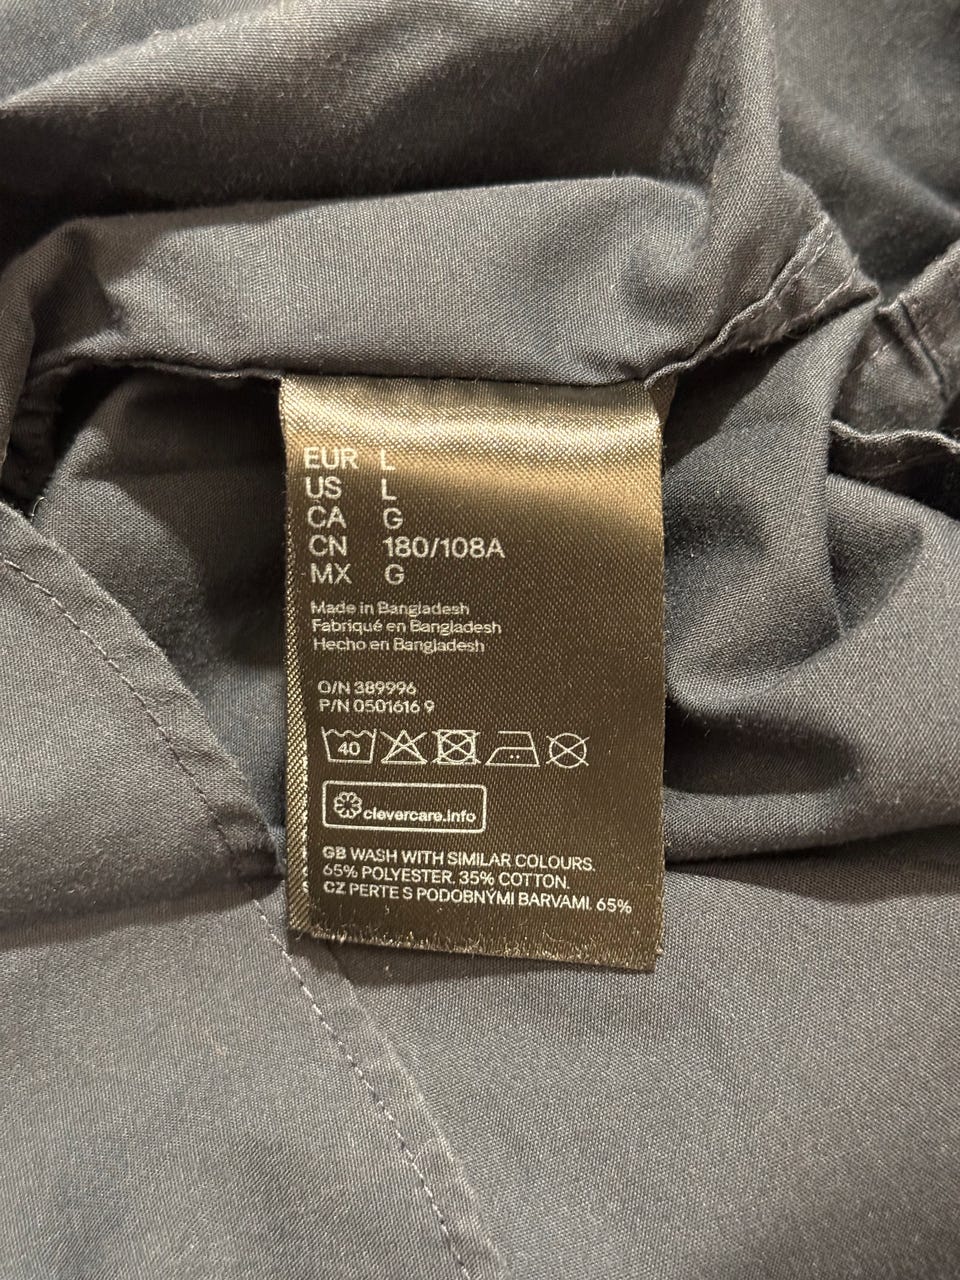 EUR L
US L
CA G
CN 180/108A
MX G
Made in Bangladesh
Fabriqué en Bangladesh
Hecho en Bangladesh
O/N 389996
P/N 0501616 9
40
clevercare.info
GB WASH WITH SIMILAR COLOURS.
65% POLYESTER. 35% COTTON.
CZ PERTE S PODOBNÝMI BARVAMI. 65%